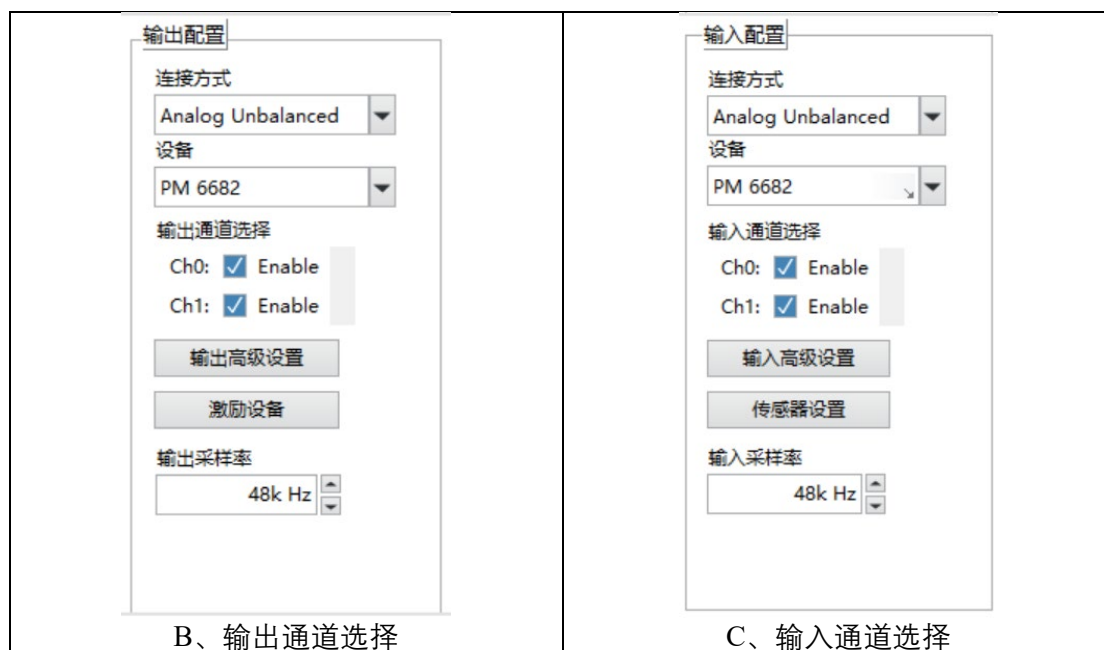 输出配置
连接方式
Analog Unbalanced
设备
PM 6682
输出通道选择
Ch0: Enable
Ch1: Enable
输出高级设置
激励设备
输出采样率
48k Hz
B、输出通道选择
输入配置
连接方式
Analog Unbalanced
设备
PM 6682
输入通道选择
Ch0: Enable
Ch1: Enable
输入高级设置
传感器设置
输入采样率
48k Hz
C、输入通道选择